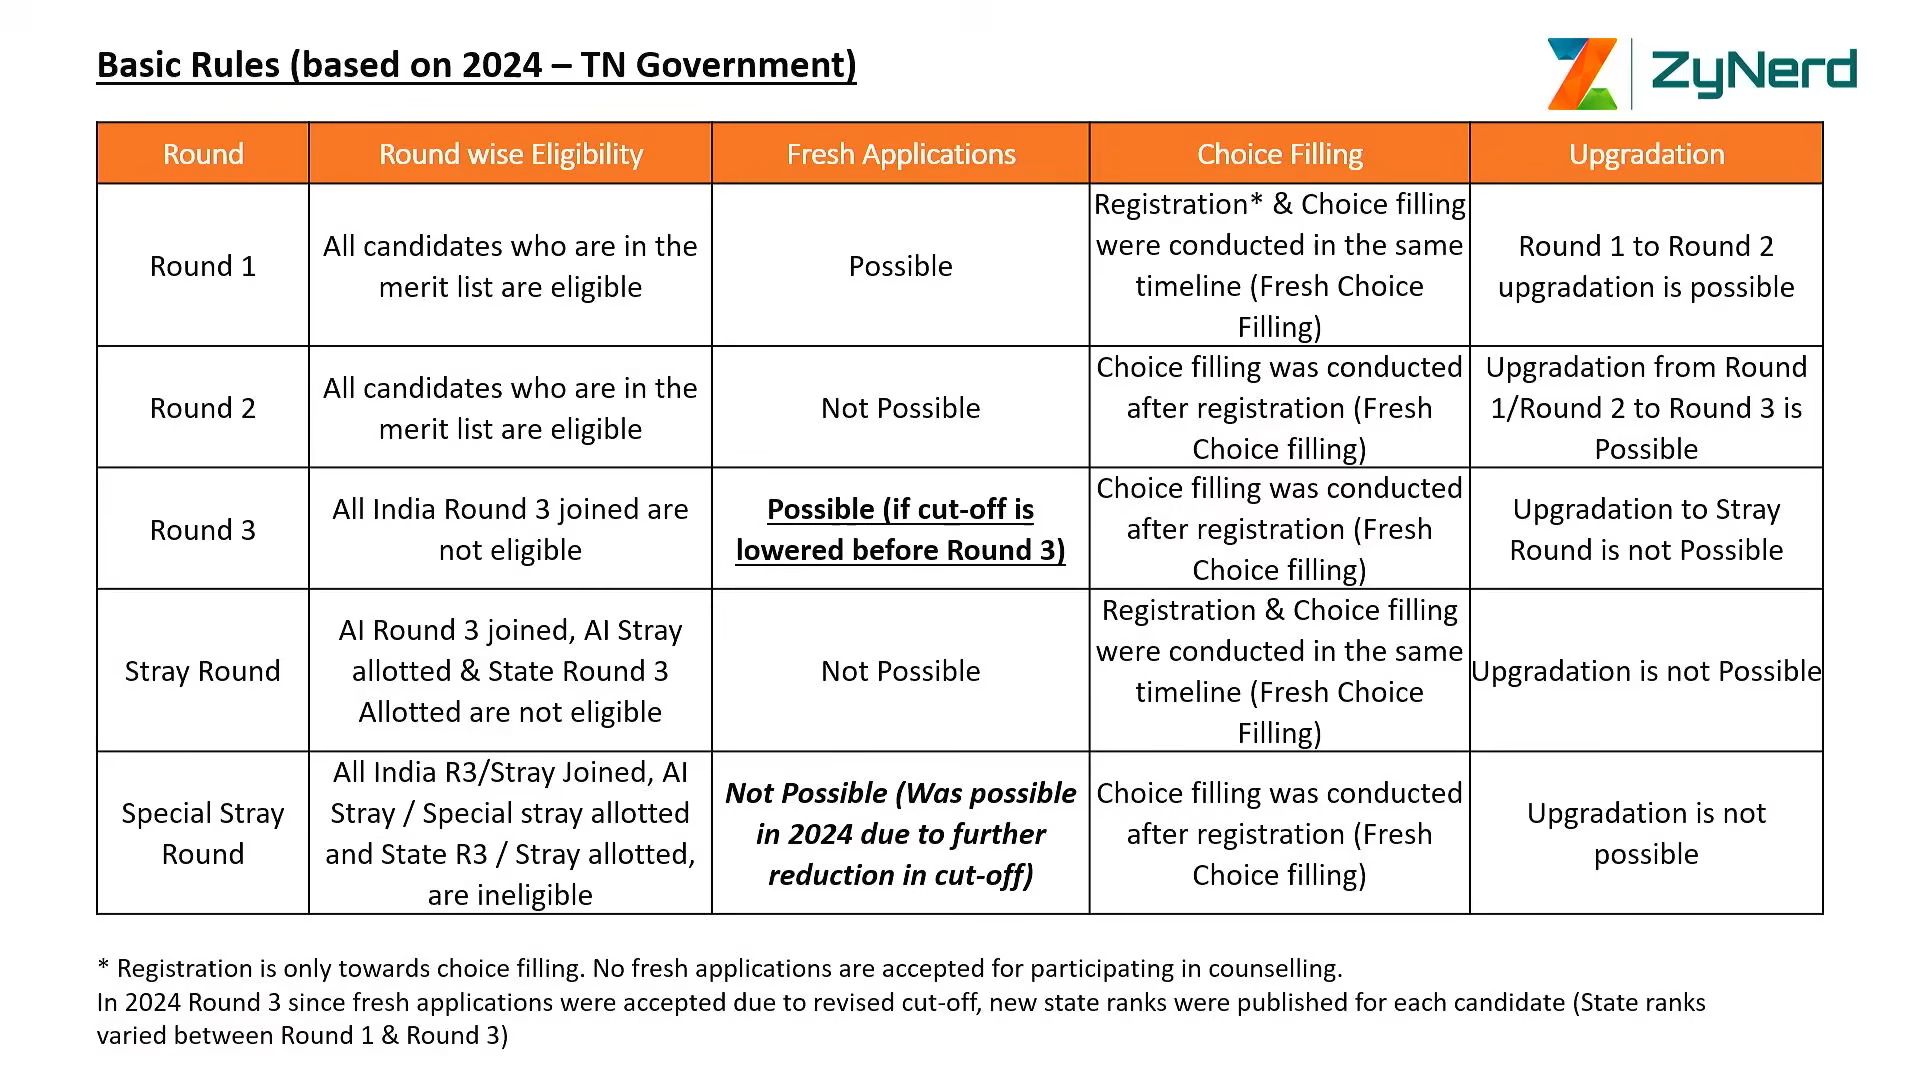 Basic Rules (based on 2024 – TN Government)
ZyNerd
Round
Round wise Eligibility
Fresh Applications
Choice Filling
Upgradation
Round 1
All candidates who are in the
merit list are eligible
Possible
Registration* & Choice filling
were conducted in the same
timeline (Fresh Choice
Filling)
Round 1 to Round 2
upgradation is possible
Round 2
All candidates who are in the
merit list are eligible
Not Possible
Choice filling was conducted
after registration (Fresh
Choice filling)
Upgradation from Round
1/Round 2 to Round 3 is
Possible
Round 3
All India Round 3 joined are
not eligible
Possible (if cut-off is
lowered before Round 3)
Choice filling was conducted
after registration (Fresh
Choice filling)
Upgradation to Stray
Round is not Possible
Stray Round
AI Round 3 joined, AI Stray
allotted & State Round 3
Allotted are not eligible
Not Possible
Registration & Choice filling
were conducted in the same
timeline (Fresh Choice
Filling)
Upgradation is not Possible
Special Stray
Round
All India R3/Stray Joined, AI
Stray / Special stray allotted
and State R3 / Stray allotted,
are ineligible
Not Possible (Was possible
in 2024 due to further
reduction in cut-off)
Choice filling was conducted
after registration (Fresh
Choice filling)
Upgradation is not
possible
* Registration is only towards choice filling. No fresh applications are accepted for participating in counselling.
In 2024 Round 3 since fresh applications were accepted due to revised cut-off, new state ranks were published for each candidate (State ranks
varied between Round 1 & Round 3)